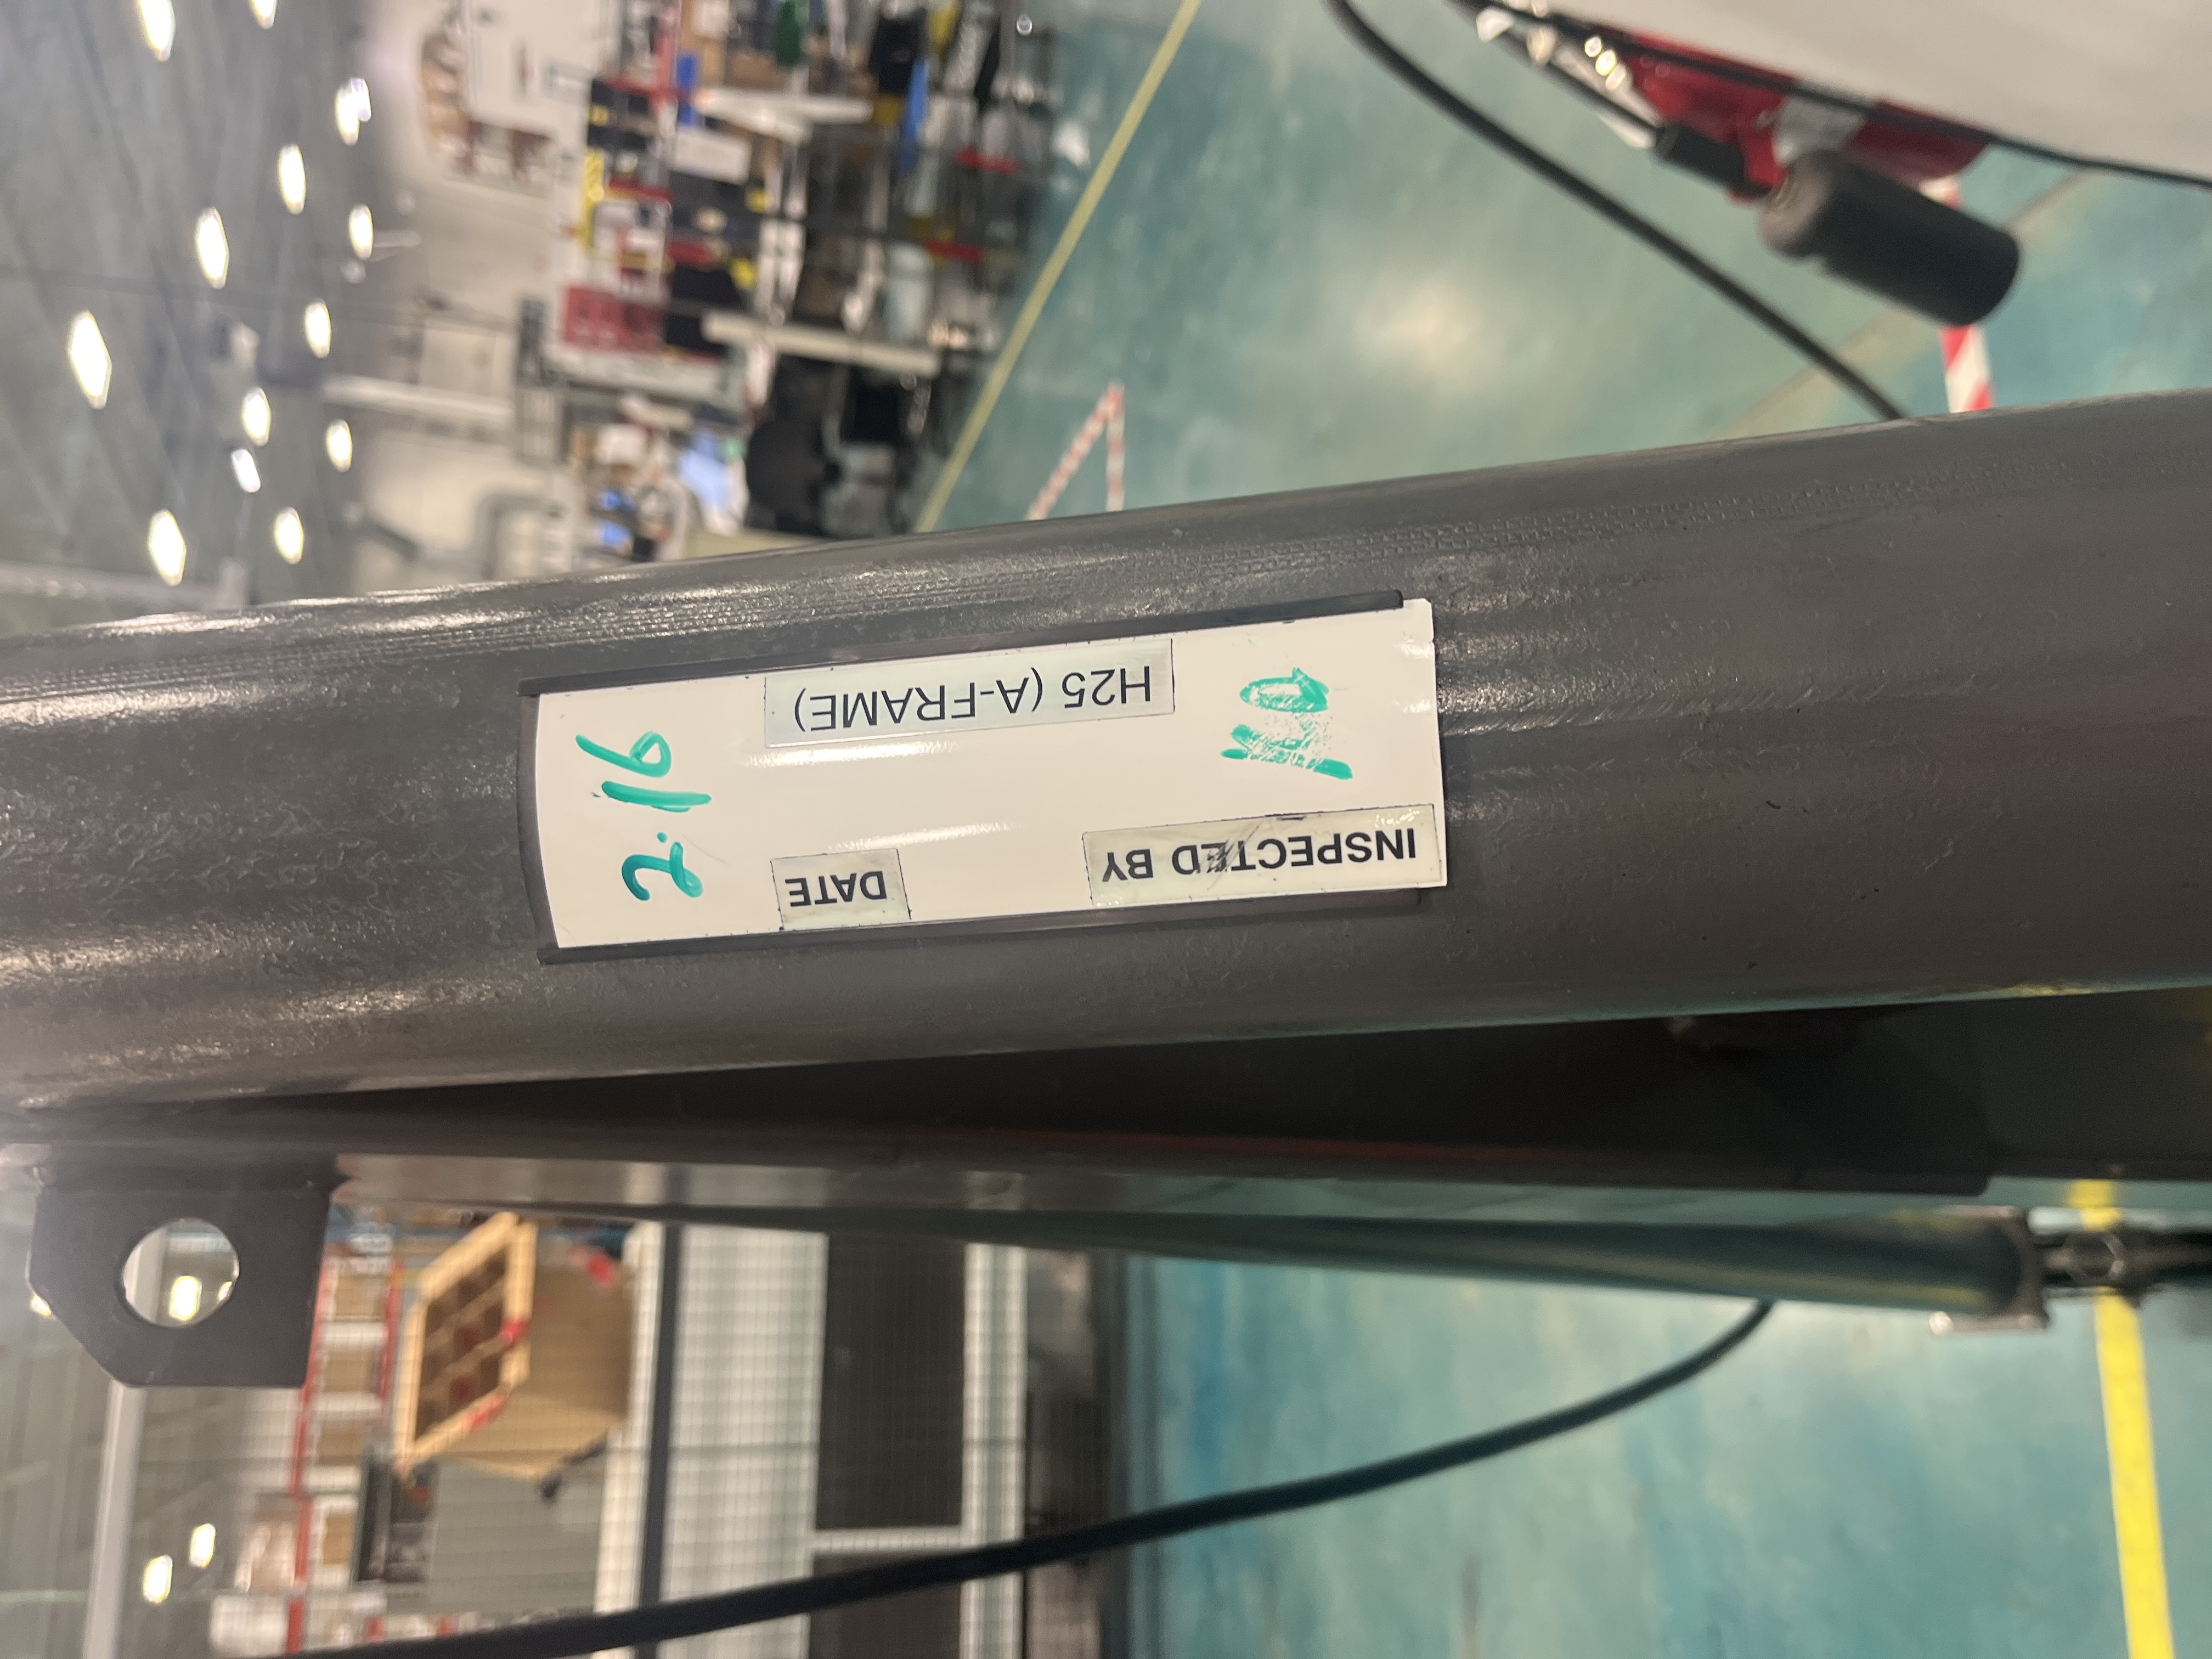 H25 (A-FRAME)
INSPECTED BY
DATE
2.16